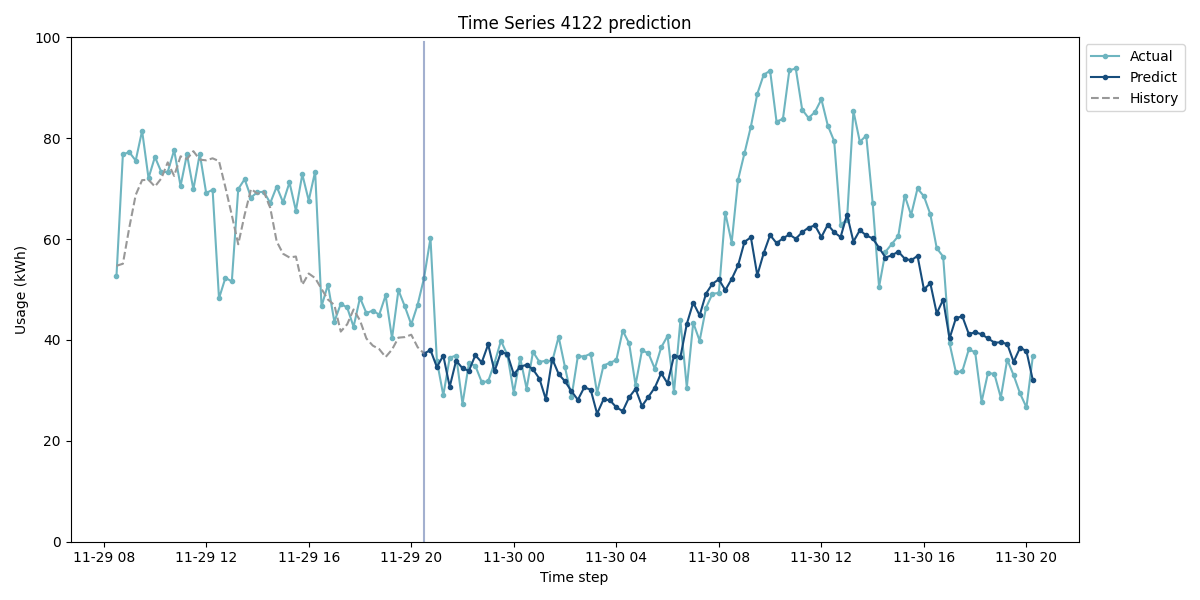 Time Series 4122 prediction
Usage (kWh)
100
80
60
40
20
0
11-29 08
11-29 12
11-29 16
11-29 20
11-30 00
11-30 04
11-30 08
11-30 12
11-30 16
11-30 20
Time step
Actual
Predict
History